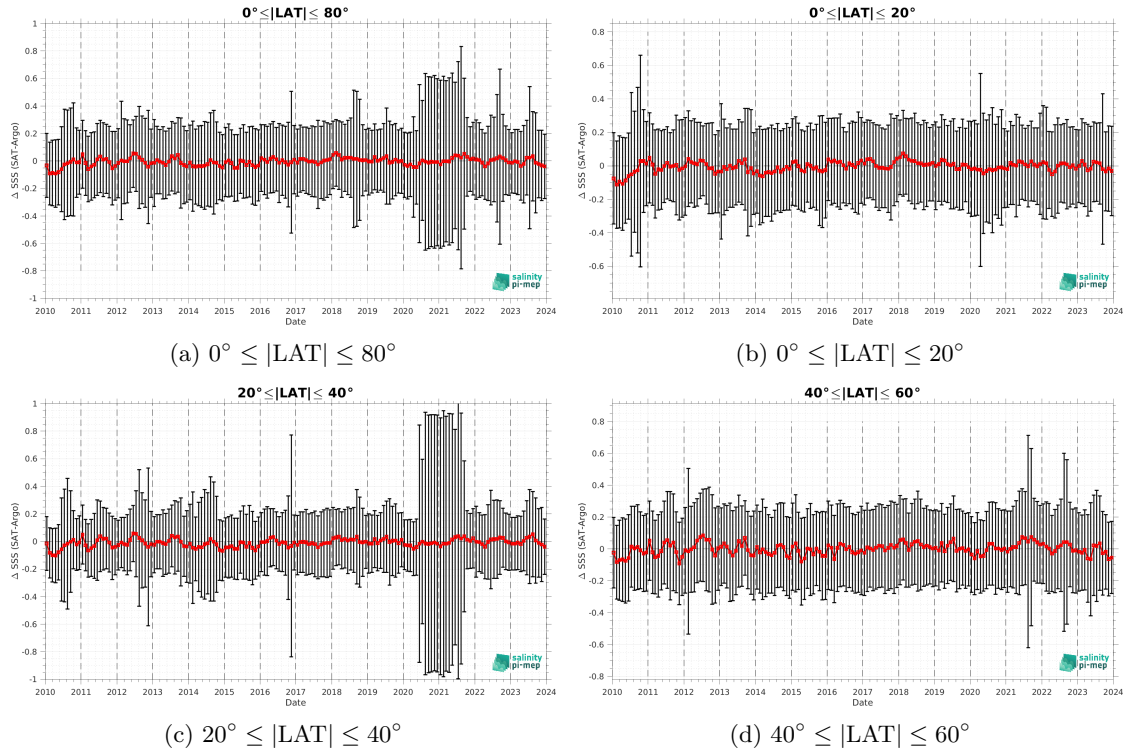 0°≤|LAT|≤ 80°
Δ SSS (SAT-Argo)
1
0.8
0.6
0.4
0.2
0
-0.2
-0.4
-0.6
-0.8
-1
2010 2011 2012 2013 2014 2015 2016 2017 2018 2019 2020 2021 2022 2023 2024
Date
salinity
pi-mep
(a) 0° ≤ |LAT| ≤ 80°
0°≤|LAT|≤ 20°
Δ SSS (SAT-Argo)
0.8
0.6
0.4
0.2
0
-0.2
-0.4
-0.6
2010 2011 2012 2013 2014 2015 2016 2017 2018 2019 2020 2021 2022 2023 2024
Date
salinity
pi-mep
(b) 0° ≤ |LAT| ≤ 20°
20°≤|LAT|≤ 40°
Δ SSS (SAT-Argo)
1
0.8
0.6
0.4
0.2
0
-0.2
-0.4
-0.6
-0.8
-1
2010 2011 2012 2013 2014 2015 2016 2017 2018 2019 2020 2021 2022 2023 2024
Date
salinity
pi-mep
(c) 20° ≤ |LAT| ≤ 40°
40°≤|LAT|≤ 60°
Δ SSS (SAT-Argo)
0.8
0.6
0.4
0.2
0
-0.2
-0.4
-0.6
-0.8
2010 2011 2012 2013 2014 2015 2016 2017 2018 2019 2020 2021 2022 2023 2024
Date
salinity
pi-mep
(d) 40° ≤ |LAT| ≤ 60°